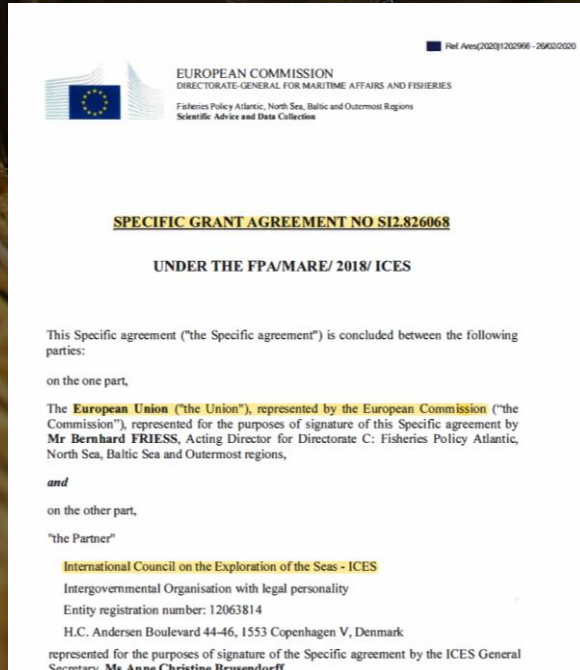 Ref. Ares(2020)1202966 - 26/02/2020
EUROPEAN COMMISSION
DIRECTORATE-GENERAL FOR MARITIME AFFAIRS AND FISHERIES
Fisheries Policy Atlantic, North Sea, Baltic and Outermost Regions
Scientific Advice and Data Collection
SPECIFIC GRANT AGREEMENT NO SI2.826068
UNDER THE FPA/MARE/ 2018/ ICES
This Specific agreement ("the Specific agreement") is concluded between the following
parties:
on the one part,
The European Union ("the Union"), represented by the European Commission ("the
Commission"), represented for the purposes of signature of this Specific agreement by
Mr Bernhard FRIESS, Acting Director for Directorate C: Fisheries Policy Atlantic,
North Sea, Baltic Sea and Outermost regions,
and
on the other part,
"the Partner"
International Council on the Exploration of the Seas - ICES
Intergovernmental Organisation with legal personality
Entity registration number: 12063814
H.C. Andersen Boulevard 44-46, 1553 Copenhagen V, Denmark
represented for the purposes of signature of the Specific agreement by the ICES General
Secretary, Ms Anne Christine Brusendorff